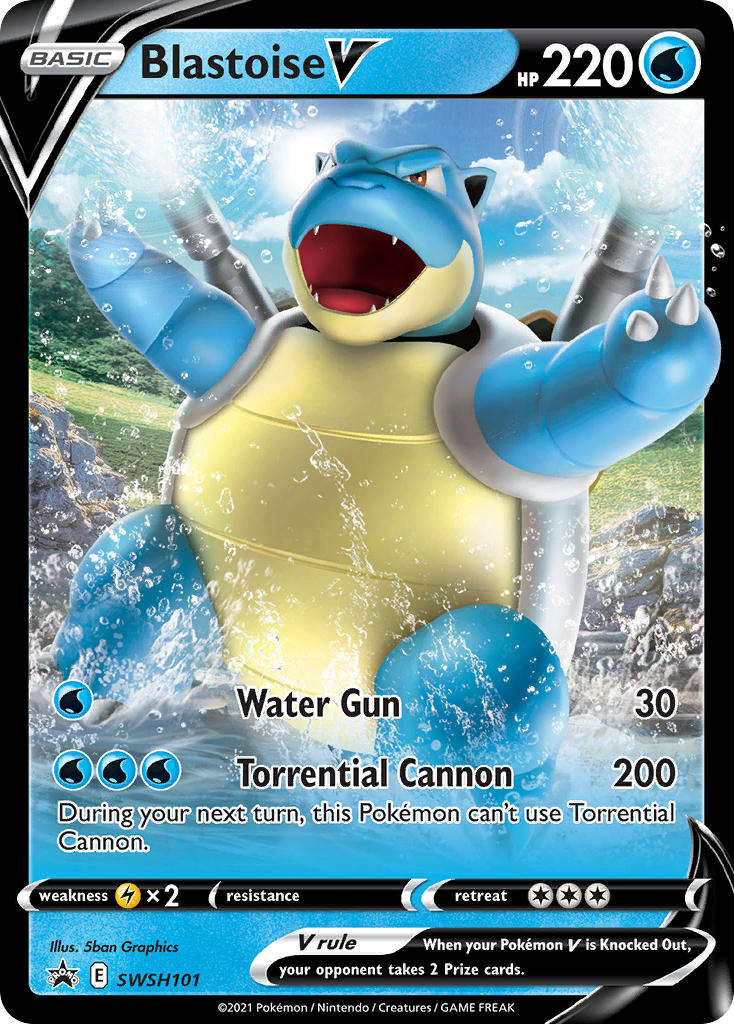 BASIC Blastoise V HP 220
Water Gun 30
Torrential Cannon 200
During your next turn, this Pokémon can't use Torrential
Cannon.
weakness ×2 resistance retreat
Illus. 5ban Graphics
V rule When your Pokémon V is Knocked Out,
your opponent takes 2 Prize cards.
PROMO E SWSH101
©2021 Pokémon / Nintendo / Creatures / GAME FREAK